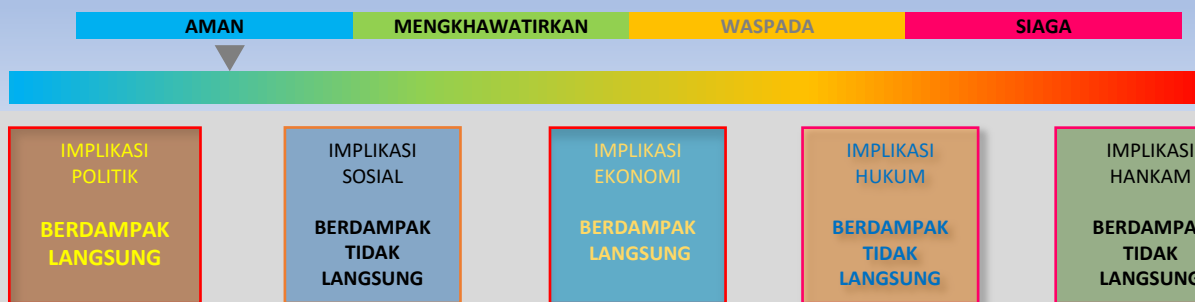 AMAN MENGKHAWATIRKAN WASPADA SIAGA
IMPLIKASI
POLITIK
BERDAMPAK
LANGSUNG
IMPLIKASI
SOSIAL
BERDAMPAK
TIDAK
LANGSUNG
IMPLIKASI
EKONOMI
BERDAMPAK
LANGSUNG
IMPLIKASI
HUKUM
BERDAMPAK
TIDAK
LANGSUNG
IMPLIKASI
HANKAM
BERDAMPAK
TIDAK
LANGSUNG